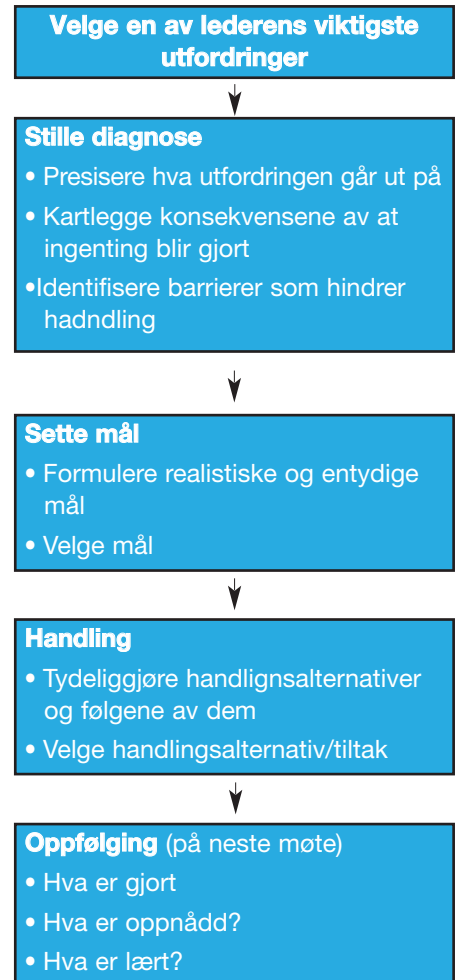 Velge en av lederens viktigste
utfordringer
Stille diagnose
• Presisere hva utfordringen går ut på
• Kartlegge konsekvensene av at
ingenting blir gjort
•Identifisere barrierer som hindrer
hadndling
Sette mål
• Formulere realistiske og entydige
mål
• Velge mål
Handling
• Tydeliggjøre handlignsalternativer
og følgene av dem
• Velge handlingsalternativ/tiltak
Oppfølging (på neste møte)
• Hva er gjort
• Hva er oppnådd?
• Hva er lært?